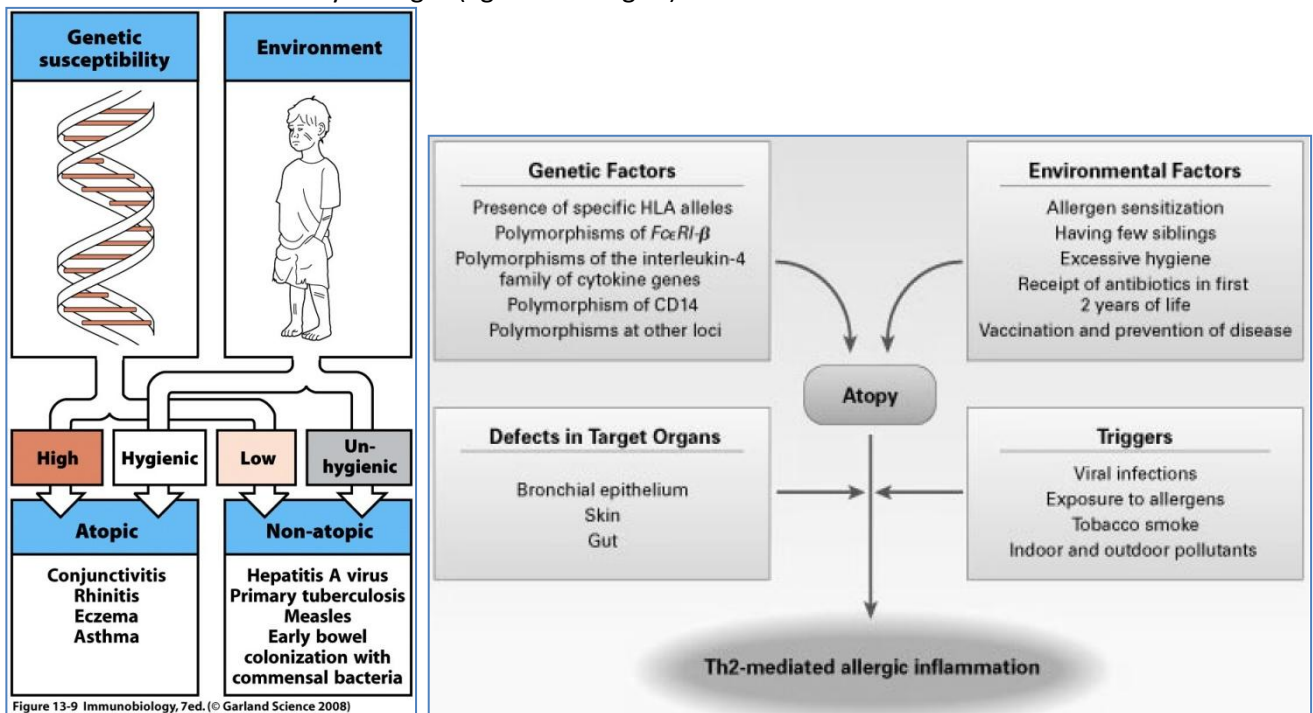 Genetic
susceptibility
Environment
High
Hygienic
Low
Un-
hygienic
Atopic
Conjunctivitis
Rhinitis
Eczema
Asthma
Non-atopic
Hepatitis A virus
Primary tuberculosis
Measles
Early bowel
colonization with
commensal bacteria
Figure 13-9 Immunobiology, 7ed. (© Garland Science 2008)
Genetic Factors
Presence of specific HLA alleles
Polymorphisms of FcεRI-β
Polymorphisms of the interleukin-4
family of cytokine genes
Polymorphism of CD14
Polymorphisms at other loci
Environmental Factors
Allergen sensitization
Having few siblings
Excessive hygiene
Receipt of antibiotics in first
2 years of life
Vaccination and prevention of disease
Atopy
Defects in Target Organs
Bronchial epithelium
Skin
Gut
Triggers
Viral infections
Exposure to allergens
Tobacco smoke
Indoor and outdoor pollutants
Th2-mediated allergic inflammation